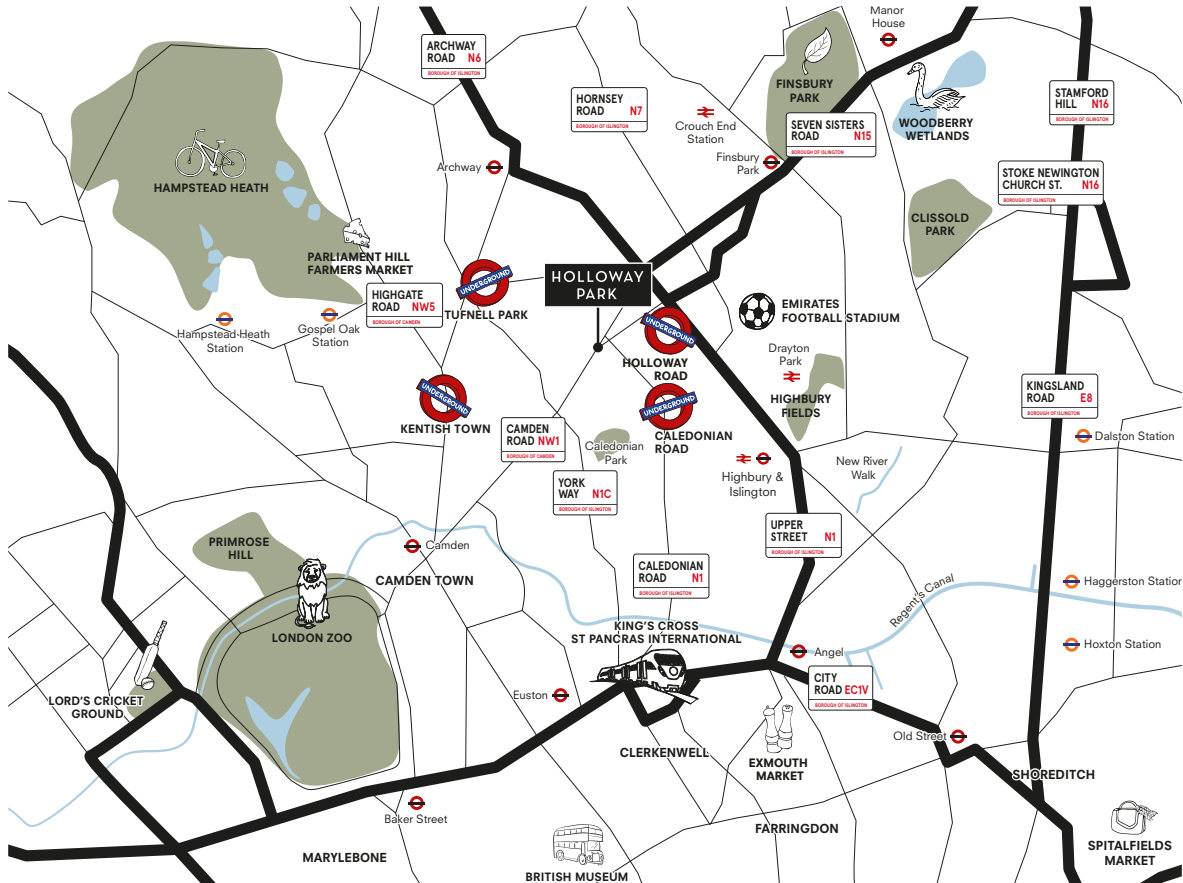 Manor
House
ARCHWAY
ROAD N6
BOROUGH OF ISLINGTON
HORNSEY
ROAD N7
BOROUGH OF ISLINGTON
FINSBURY
PARK
STAMFORD
HILL N16
BOROUGH OF ISLINGTON
Crouch End
Station
SEVEN SISTERS
ROAD N15
BOROUGH OF ISLINGTON
WOODBERRY
WETLANDS
Archway
Finsbury
Park
STOKE NEWINGTON
CHURCH ST. N16
BOROUGH OF ISLINGTON
HAMPSTEAD HEATH
CLISSOLD
PARK
PARLIAMENT HILL
FARMERS MARKET
UNDERGROUND
TUFNELL PARK
HOLLOWAY
PARK
HIGHGATE
ROAD NW5
BOROUGH OF CAMDEN
EMIRATES
FOOTBALL STADIUM
Hampstead Heath
Station
Gospel Oak
Station
UNDERGROUND
HOLLOWAY
ROAD
Drayton
Park
HIGHBURY
FIELDS
UNDERGROUND
KENTISH TOWN
UNDERGROUND
CALEDONIAN
ROAD
KINGSLAND
ROAD E8
BOROUGH OF ISLINGTON
CAMDEN
ROAD NW1
BOROUGH OF CAMDEN
Caledonian
Park
Dalston Station
YORK
WAY N1C
BOROUGH OF ISLINGTON
Highbury &
Islington
New River
Walk
UPPER
STREET N1
BOROUGH OF ISLINGTON
PRIMROSE
HILL
Camden
CAMDEN TOWN
CALEDONIAN
ROAD N1
BOROUGH OF ISLINGTON
Regent's Canal
Haggerston Station
LONDON ZOO
KING'S CROSS
ST PANCRAS INTERNATIONAL
Angel
Hoxton Station
LORD'S CRICKET
GROUND
Euston
CITY
ROAD EC1V
BOROUGH OF ISLINGTON
Old Street
CLERKENWELL
EXMOUTH
MARKET
SHOREDITCH
Baker Street
FARRINGDON
SPITALFIELDS
MARKET
MARYLEBONE
BRITISH MUSEUM